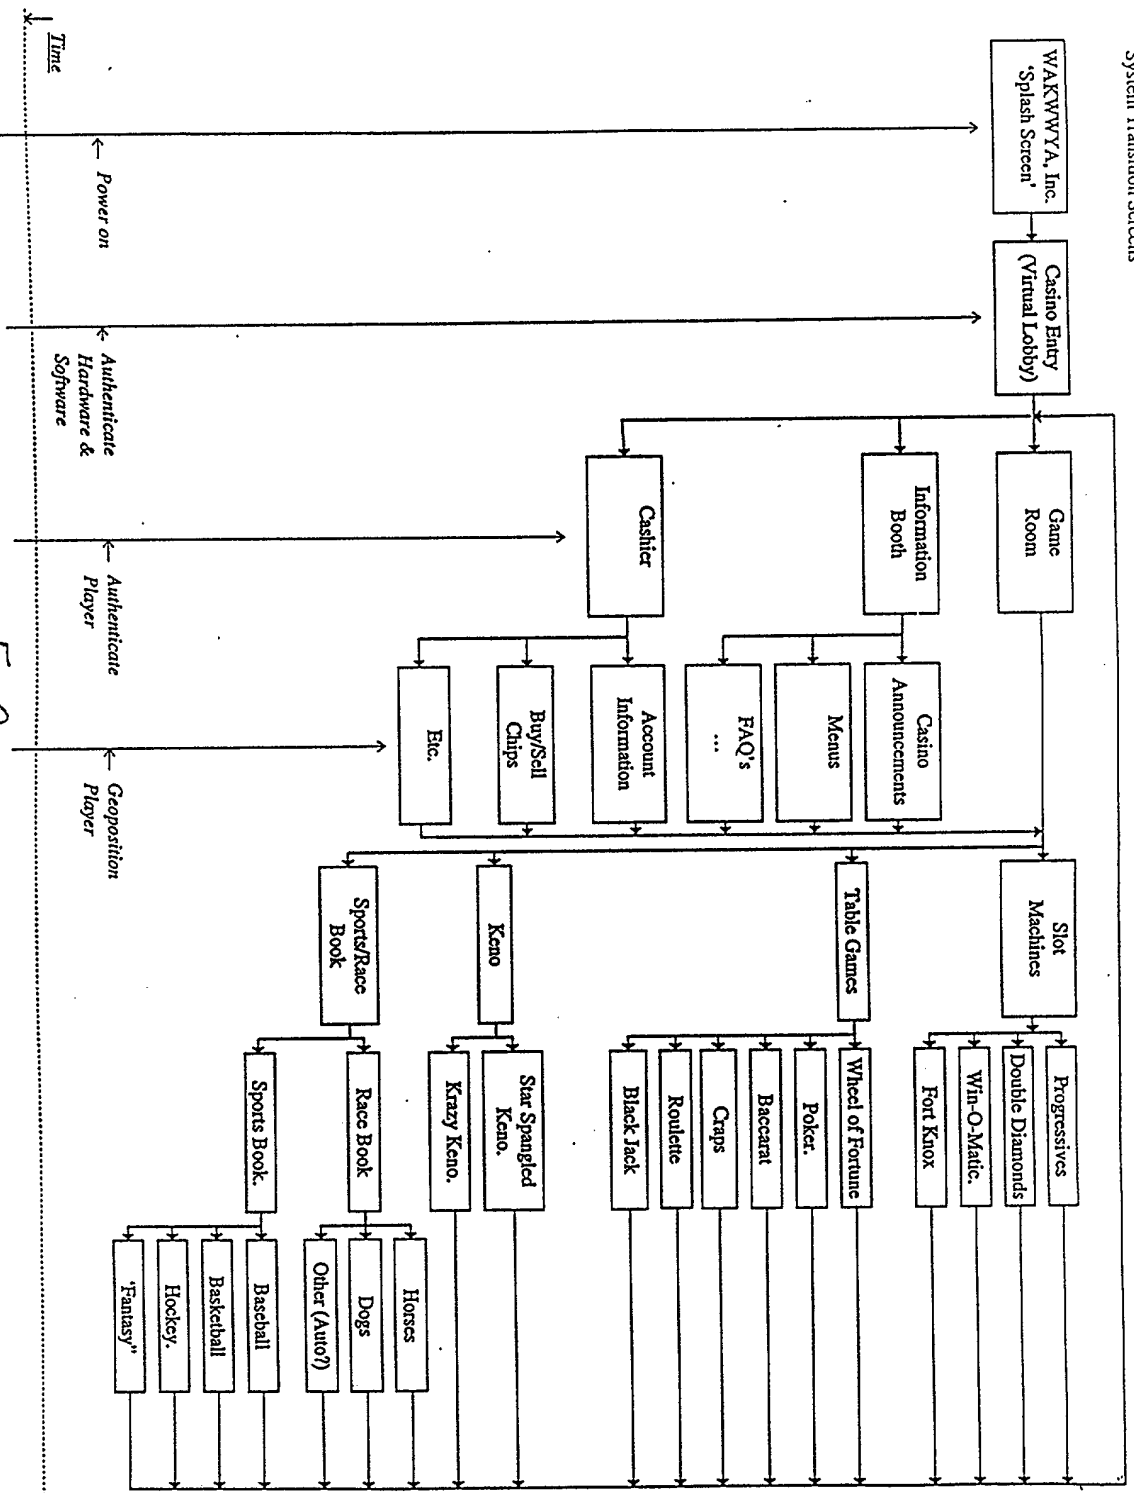 System Transition Screens
WAKWWYA, Inc.
'Splash Screen'
Casino Entry
(Virtual Lobby)
Game
Room
Information
Booth
Cashier
Casino
Announcements
Menus
FAQ's
...
Account
Information
Buy/Sell
Chips
Etc.
Slot
Machines
Table Games
Keno
Sports/Race
Book
Progressives
Double Diamonds
Win-O-Matic.
Fort Knox
Wheel of Fortune
Poker.
Baccarat
Craps
Roulette
Black Jack
Star Spangled
Keno.
Krazy Keno.
Race Book
Sports Book.
Horses
Dogs
Other (Auto?)
Baseball
Basketball
Hockey.
'Fantasy"
Time
Power on
Authenticate
Hardware &
Software
Authenticate
Player
Geoposition
Player